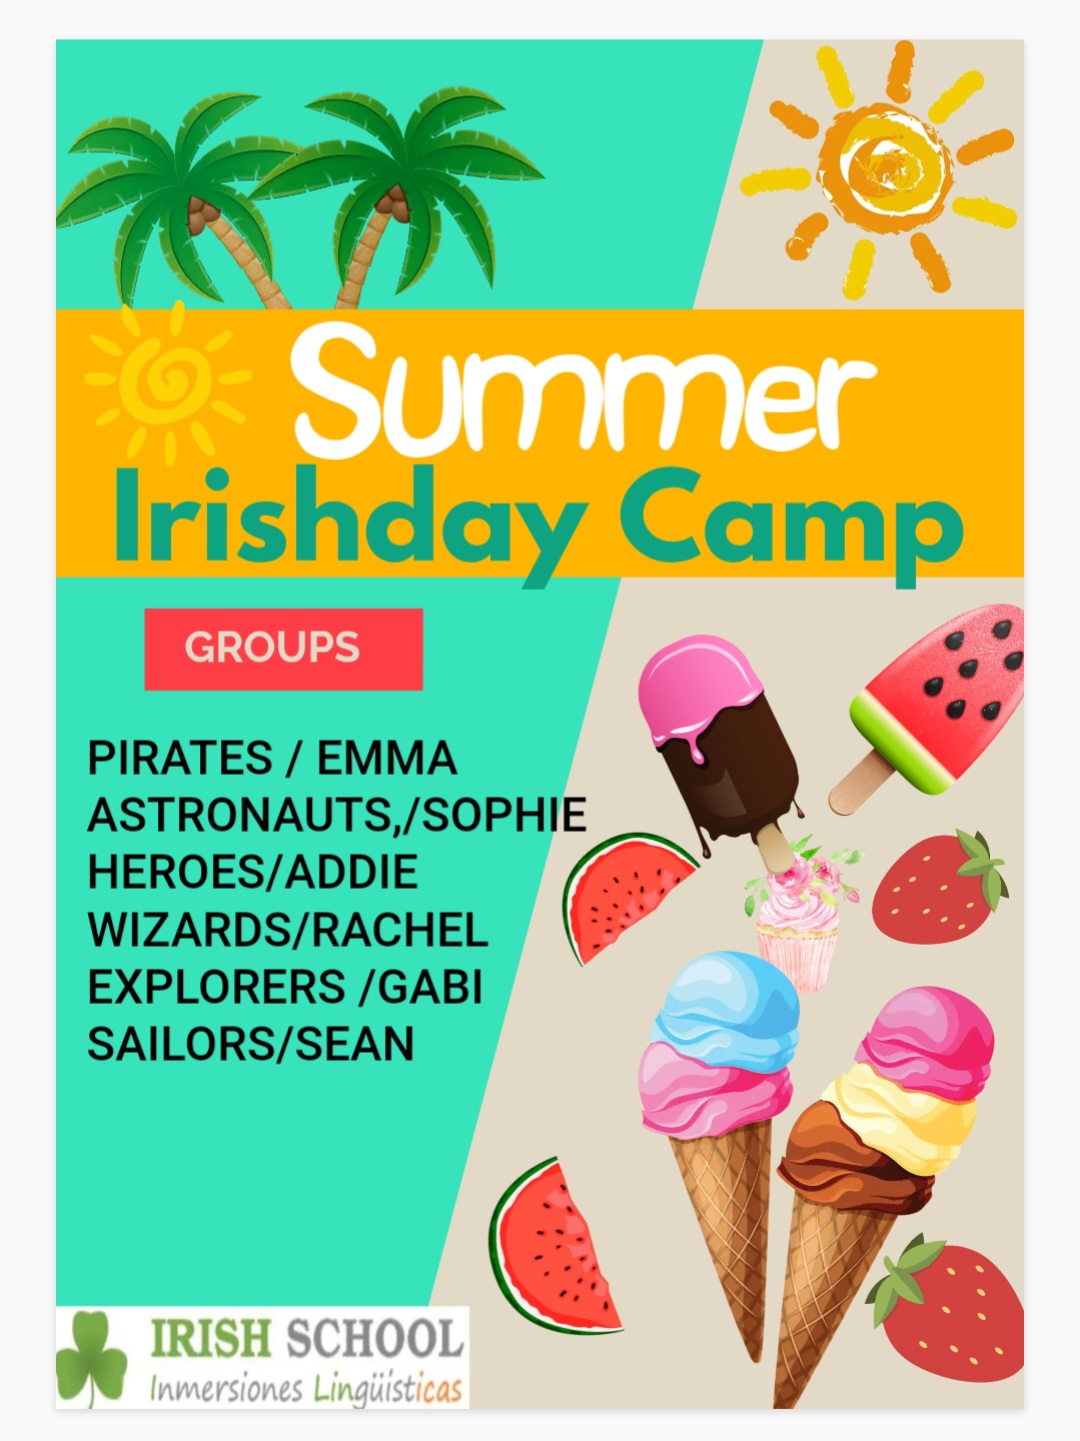 Summer
Irishday Camp
GROUPS
PIRATES / EMMA
ASTRONAUTS,/SOPHIE
HEROES/ADDIE
WIZARDS/RACHEL
EXPLORERS /GABI
SAILORS/SEAN
IRISH SCHOOL
Inmersiones Lingüísticas